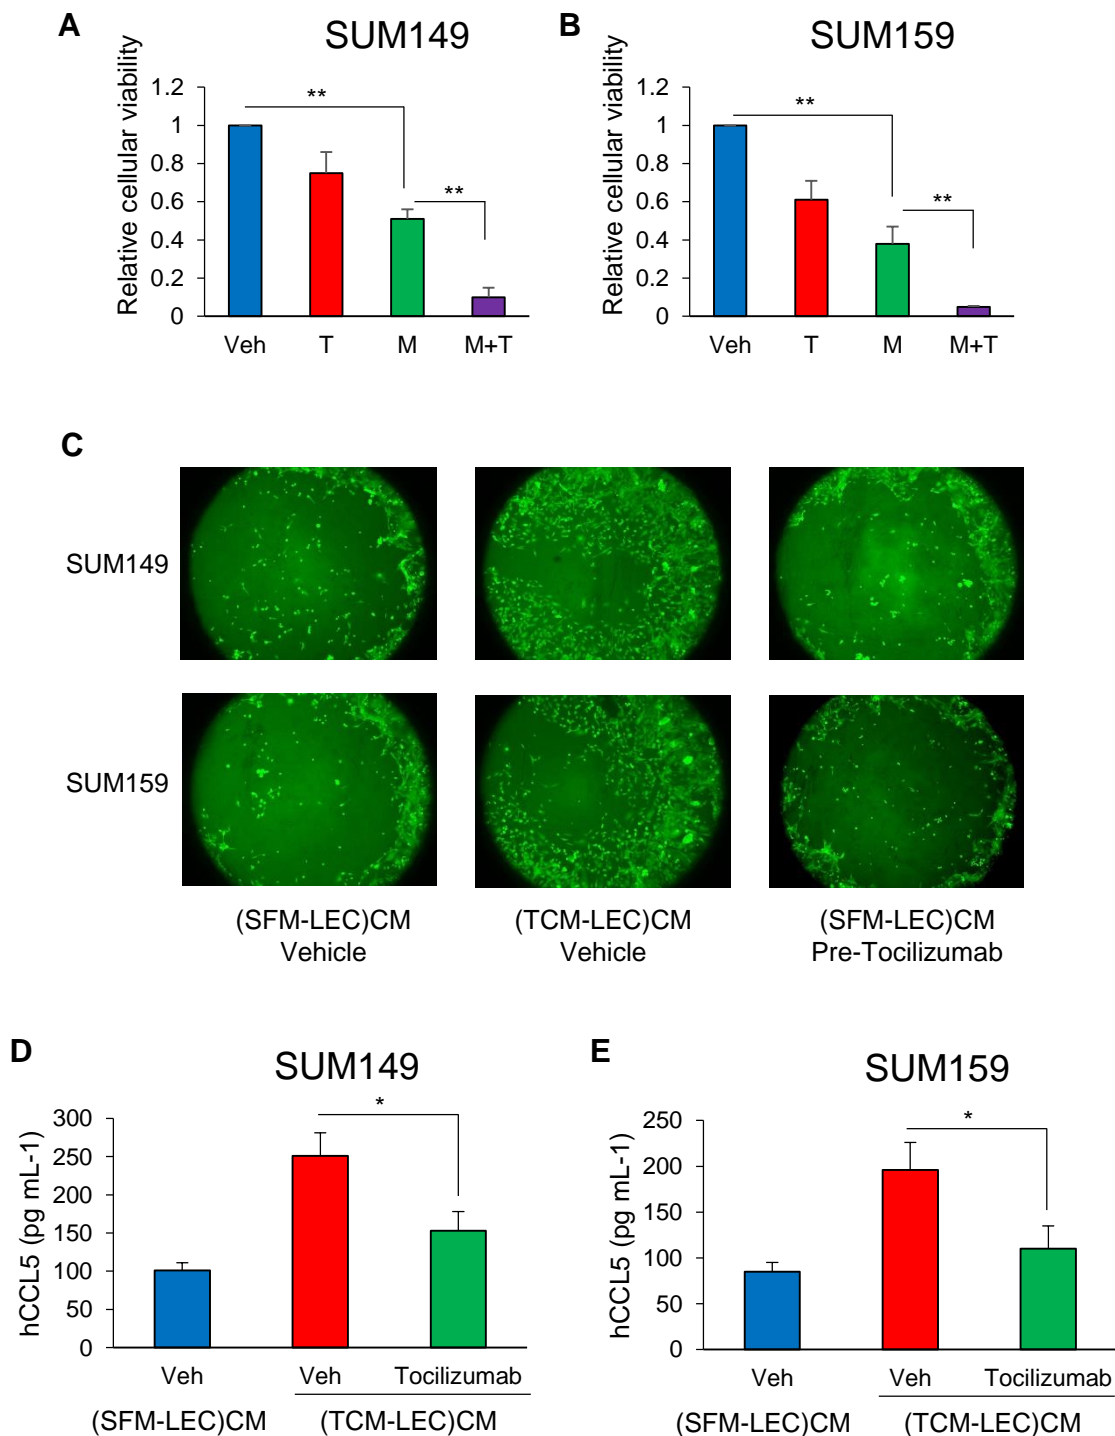 A
SUM149
Relative cellular viability
1.2
1
0.8
0.6
0.4
0.2
0
**
**
Veh T M M+T
B
SUM159
Relative cellular viability
1.2
1
0.8
0.6
0.4
0.2
0
**
**
Veh T M M+T
C
SUM149
SUM159
(SFM-LEC)CM
Vehicle
(TCM-LEC)CM
Vehicle
(SFM-LEC)CM
Pre-Tocilizumab
D
SUM149
hCCL5 (pg mL-1)
300
250
200
150
100
50
0
*
Veh Veh Tocilizumab
(SFM-LEC)CM (TCM-LEC)CM
E
SUM159
hCCL5 (pg mL-1)
250
200
150
100
50
0
*
Veh Veh Tocilizumab
(SFM-LEC)CM (TCM-LEC)CM